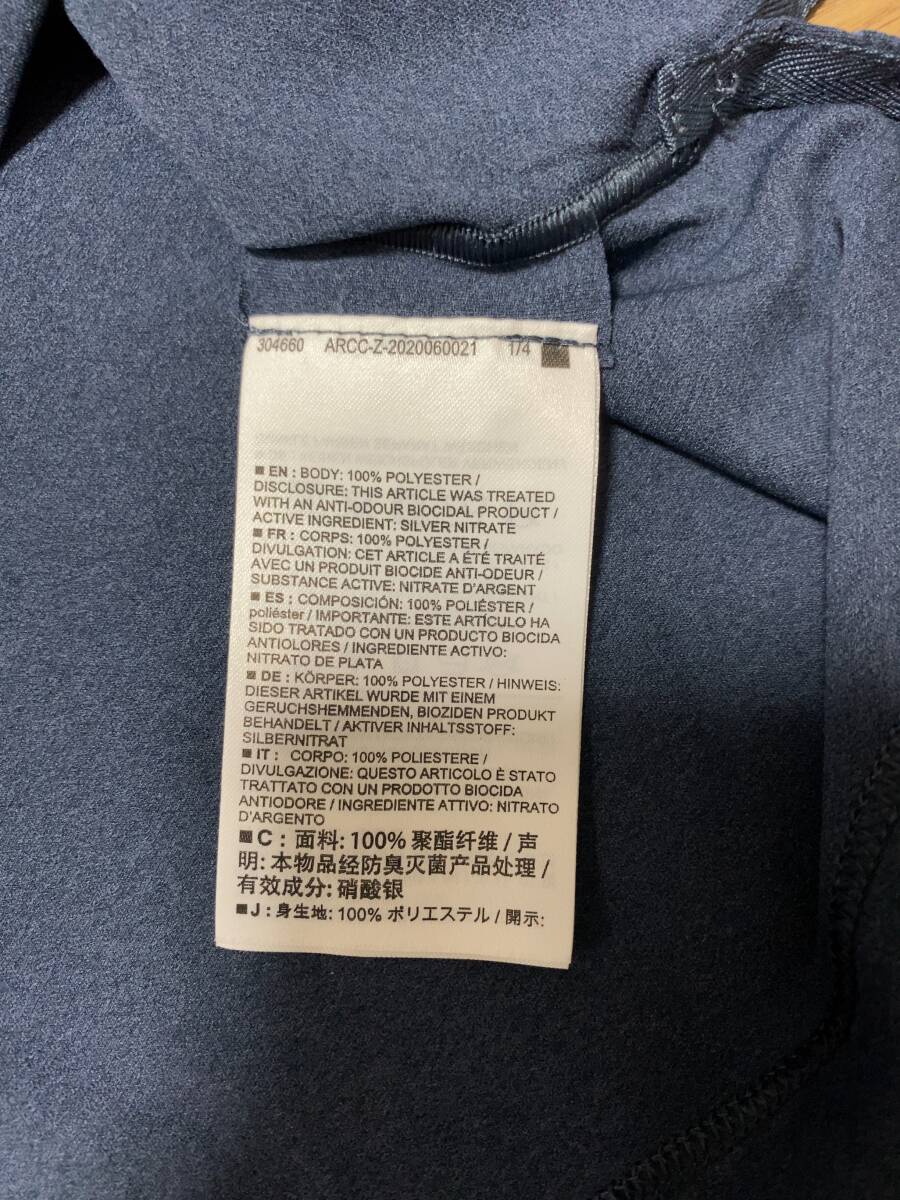 304660 ARCC-Z-2020060021 1/4
■ EN : BODY: 100% POLYESTER /
DISCLOSURE: THIS ARTICLE WAS TREATED
WITH AN ANTI-ODOUR BIOCIDAL PRODUCT /
ACTIVE INGREDIENT: SILVER NITRATE
■ FR : CORPS: 100% POLYESTER /
DIVULGATION: CET ARTICLE A ÉTÉ TRAITÉ
AVEC UN PRODUIT BIOCIDE ANTI-ODEUR /
SUBSTANCE ACTIVE: NITRATE D'ARGENT
■ ES : COMPOSICIÓN: 100% POLIÉSTER /
poliéster / IMPORTANTE: ESTE ARTÍCULO HA
SIDO TRATADO CON UN PRODUCTO BIOCIDA
ANTIOLORES / INGREDIENTE ACTIVO:
NITRATO DE PLATA
■ DE : KÖRPER: 100% POLYESTER / HINWEIS:
DIESER ARTIKEL WURDE MIT EINEM
GERUCHSHEMMENDEN, BIOZIDEN PRODUKT
BEHANDELT / AKTIVER INHALTSSTOFF:
SILBERNITRAT
■ IT : CORPO: 100% POLIESTERE /
DIVULGAZIONE: QUESTO ARTICOLO È STATO
TRATTATO CON UN PRODOTTO BIOCIDA
ANTIODORE / INGREDIENTE ATTIVO: NITRATO
D'ARGENTO
■ C : 面料: 100% 聚酯纤维 / 声
明: 本物品经防臭灭菌产品处理 /
有效成分: 硝酸银
■ J : 身生地: 100% ポリエステル / 開示: